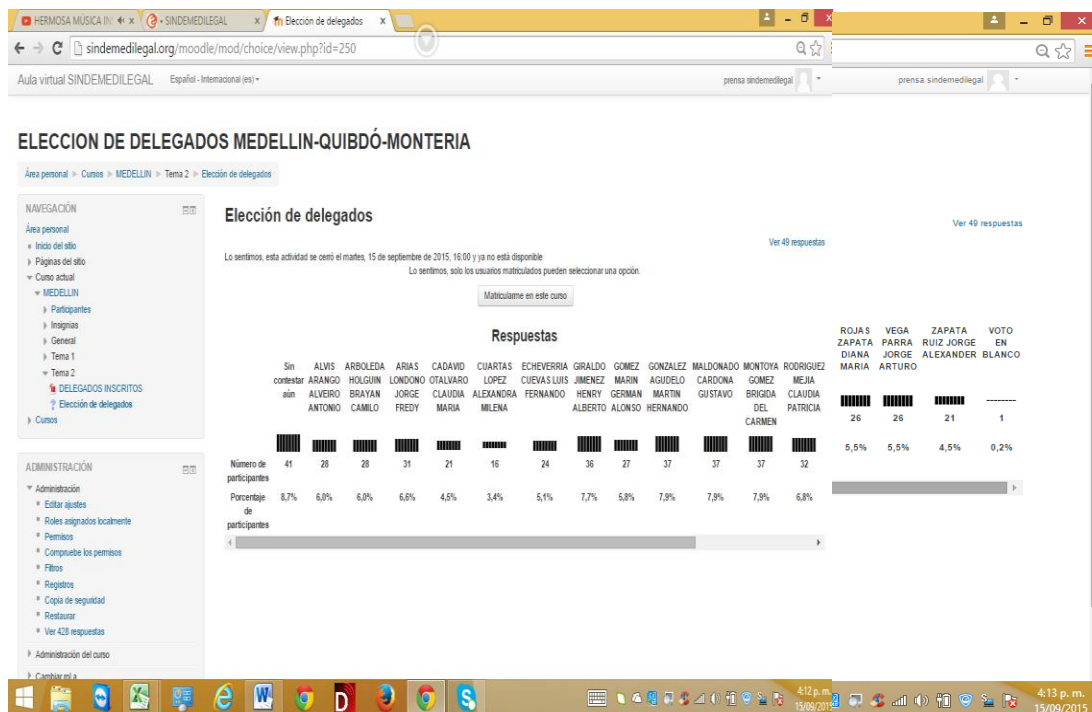 HERMOSA MÚSICA IN
- SINDEMEDILEGAL
Elección de delegados
sindemedilegal.org/moodle/mod/choice/view.php?id=250
Aula virtual SINDEMEDILEGAL Español - Internacional (es)
prensa sindemedilegal
prensa sindemedilegal
ELECCION DE DELEGADOS MEDELLIN-QUIBDÓ-MONTERIA
Área personal Cursos MEDELLIN Tema 2 Elección de delegados
NAVEGACIÓN
Área personal
Inicio del sitio
Páginas del sitio
Curso actual
MEDELLIN
Participantes
Insignias
General
Tema 1
Tema 2
DELEGADOS INSCRITOS
Elección de delegados
Cursos
ADMINISTRACIÓN
Administración
Editar ajustes
Roles asignados localmente
Permisos
Compruebe los permisos
Filtros
Registros
Copia de seguridad
Restaurar
Ver 428 respuestas
Administración del curso
Cambiar rol a
Elección de delegados
Ver 49 respuestas
Lo sentimos, esta actividad se cerró el martes, 15 de septiembre de 2015, 16:00 y ya no está disponible
Lo sentimos, solo los usuarios matriculados pueden seleccionar una opción.
Matricularme en este curso
Respuestas
Sin ALVIS ARBOLEDA ARIAS CADAVID CUARTAS ECHEVERRIA GIRALDO GOMEZ GONZALEZ MALDONADO MONTOYA RODRIGUEZ
contestar ARANGO HOLGUIN LONDONO OTALVARO LOPEZ CUEVAS LUIS JIMENEZ MARIN AGUDELO CARDONA GOMEZ MEJIA
aún ALVEIRO BRAYAN JORGE CLAUDIA ALEXANDRA FERNANDO HENRY GERMAN MARTIN GUSTAVO BRIGIDA CLAUDIA
ANTONIO CAMILO FREDY MARIA MILENA ALBERTO ALONSO HERNANDO DEL PATRICIA
CARMEN
Número de 41 28 28 31 21 16 24 36 27 37 37 37 32
participantes
Porcentaje 8,7% 6,0% 6,0% 6,6% 4,5% 3,4% 5,1% 7,7% 5,8% 7,9% 7,9% 7,9% 6,8%
de
participantes
Ver 49 respuestas
ROJAS VEGA ZAPATA VOTO
ZAPATA PARRA RUIZ JORGE EN
DIANA JORGE ALEXANDER BLANCO
MARIA ARTURO
--------
26 26 21 1
5,5% 5,5% 4,5% 0,2%
4:12 p. m.
15/09/2015
4:13 p. m.
15/09/2015